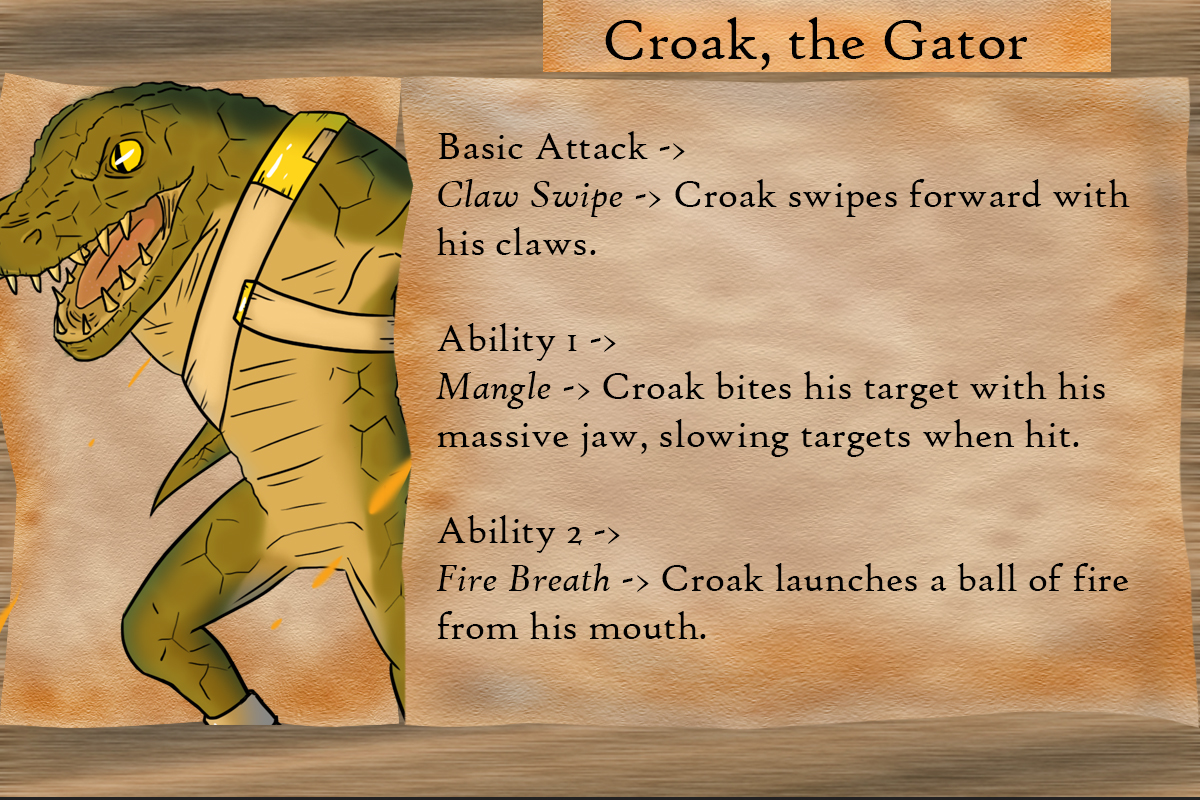 Croak, the Gator
Basic Attack ->
Claw Swipe -> Croak swipes forward with
his claws.
Ability 1 ->
Mangle -> Croak bites his target with his
massive jaw, slowing targets when hit.
Ability 2 ->
Fire Breath -> Croak launches a ball of fire
from his mouth.